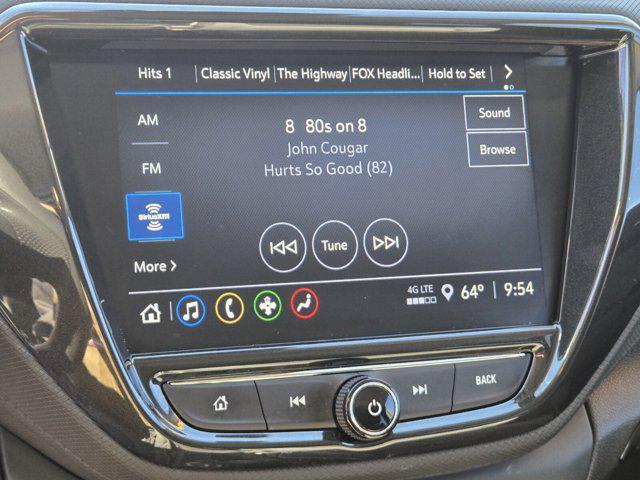 Hits 1 Classic Vinyl The Highway FOX Headli... Hold to Set
AM
8 80s on 8
Sound
John Cougar
Browse
FM
Hurts So Good (82)
SiriusXM
Tune
More >
4G LTE
64° 9:54
BACK